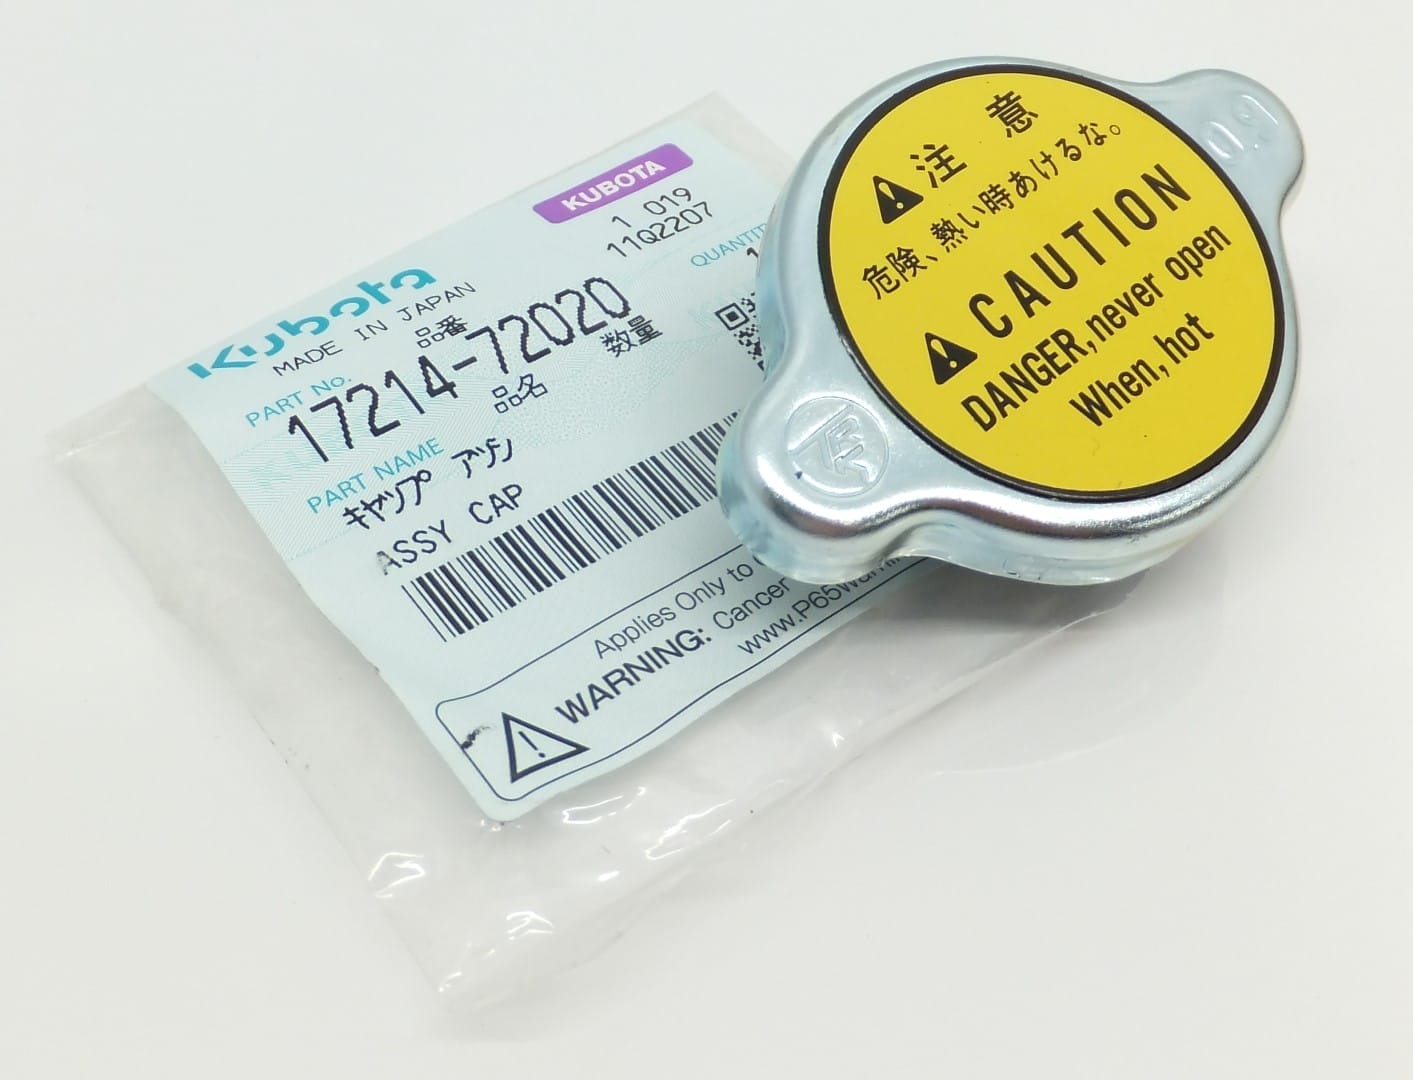 KUBOTA
1 019
11Q2207
Kubota
MADE IN JAPAN
QUANTIT
PART No. 品番
17214-72020
数量
PART NAME 品名
キャップ アッシ
ASSY CAP
Applies Only to
WARNING: Cancer
www.P65Warnin
注 意
危険、熱い時あけるな。
CAUTION
DANGER, never open
When, hot
0.9